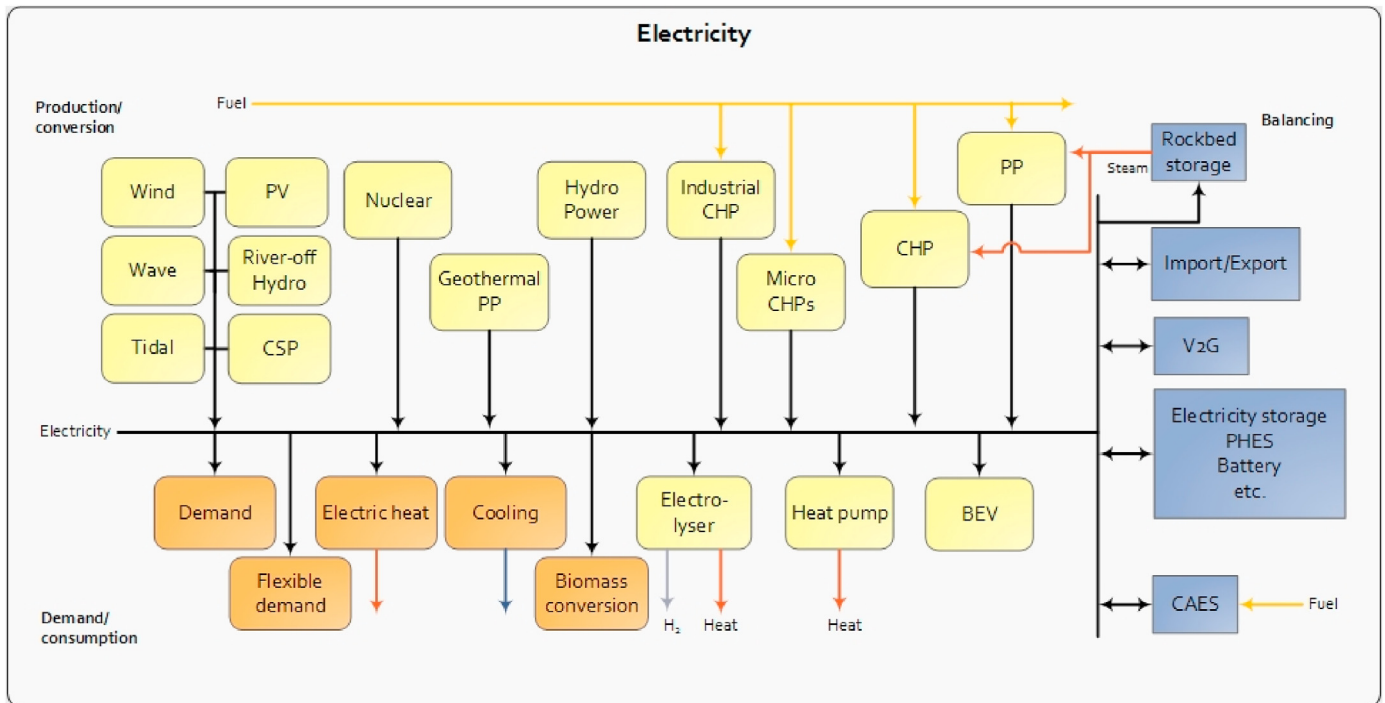 Electricity
Production/
conversion
Fuel
Balancing
Wind
PV
Wave
River-off
Hydro
Tidal
CSP
Nuclear
Geothermal
PP
Hydro
Power
Industrial
CHP
Micro
CHPs
CHP
PP
Steam
Rockbed
storage
Import/Export
V2G
Electricity storage
PHES
Battery
etc.
CAES
Fuel
Electricity
Demand
Flexible
demand
Electric heat
Cooling
Biomass
conversion
Electro-
lyser
Heat pump
BEV
H₂
Heat
Heat
Demand/
consumption